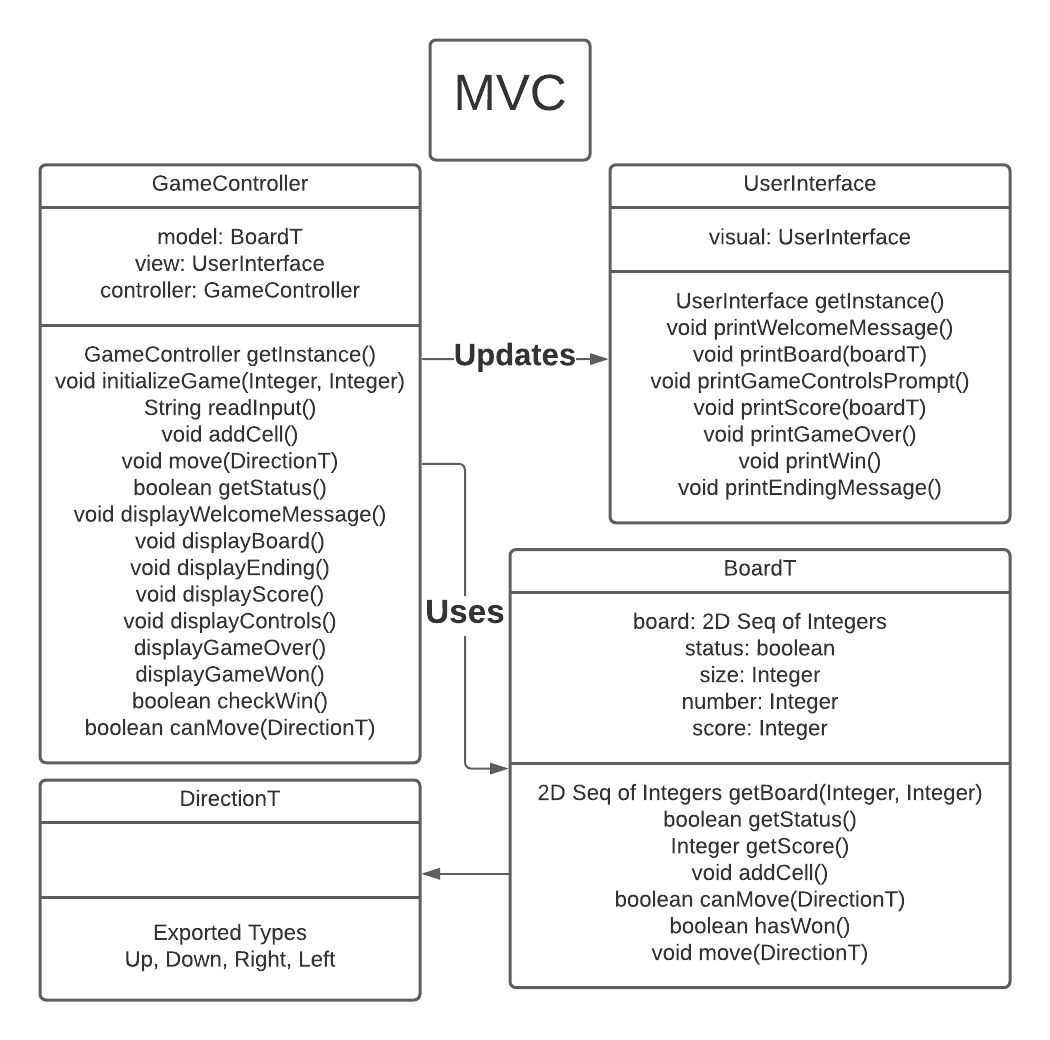 MVC
GameController
model: BoardT
view: UserInterface
controller: GameController
GameController getInstance()
void initializeGame(Integer, Integer)
String readInput()
void addCell()
void move(DirectionT)
boolean getStatus()
void displayWelcomeMessage()
void displayBoard()
void displayEnding()
void displayScore()
void displayControls()
displayGameOver()
displayGameWon()
boolean checkWin()
boolean canMove(DirectionT)
Updates
UserInterface
visual: UserInterface
UserInterface getInstance()
void printWelcomeMessage()
void printBoard(boardT)
void printGameControlsPrompt()
void printScore(boardT)
void printGameOver()
void printWin()
void printEndingMessage()
Uses
BoardT
board: 2D Seq of Integers
status: boolean
size: Integer
number: Integer
score: Integer
2D Seq of Integers getBoard(Integer, Integer)
boolean getStatus()
Integer getScore()
void addCell()
boolean canMove(DirectionT)
boolean hasWon()
void move(DirectionT)
DirectionT
Exported Types
Up, Down, Right, Left